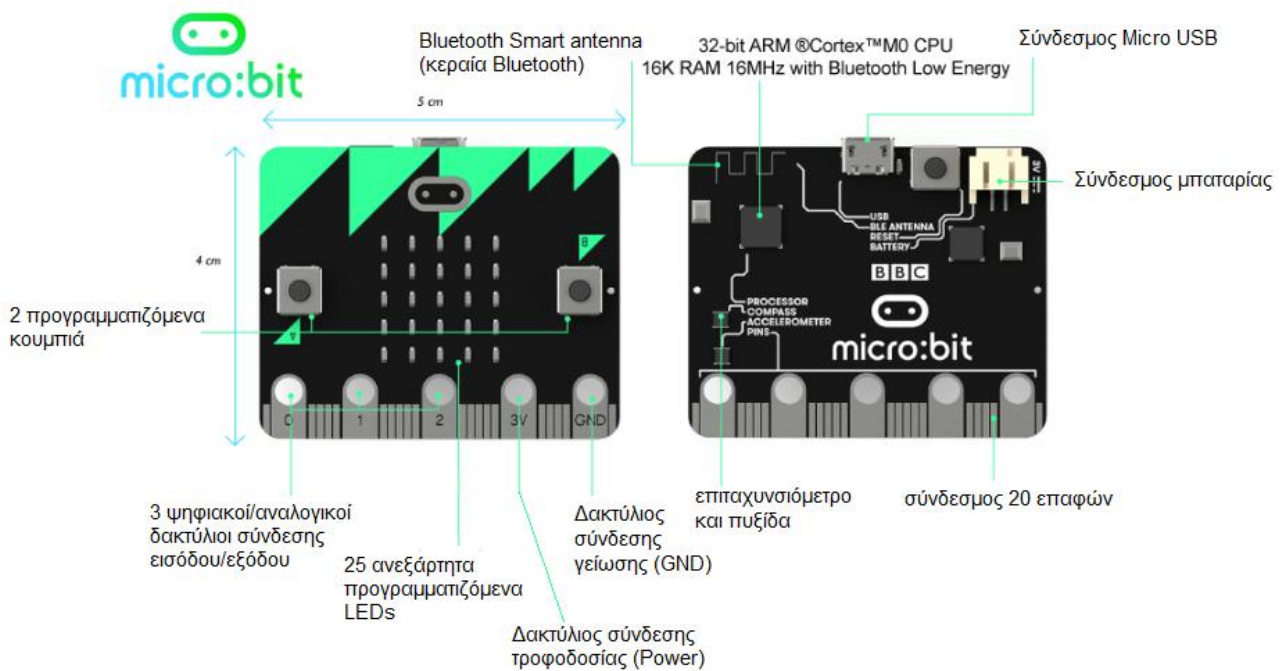 micro:bit
Bluetooth Smart antenna
(κεραία Bluetooth)
32-bit ARM ®Cortex™M0 CPU
16K RAM 16MHz with Bluetooth Low Energy
Σύνδεσμος Micro USB
5 cm
4 cm
Σύνδεσμος μπαταρίας
3V
USB
BLE ANTENNA
RESET
BATTERY
BBC
B
A
2 προγραμματιζόμενα
κουμπιά
PROCESSOR
COMPASS
ACCELEROMETER
PINS
micro:bit
0 1 2 3V GND
3 ψηφιακοί/αναλογικοί
δακτύλιοι σύνδεσης
εισόδου/εξόδου
25 ανεξάρτητα
προγραμματιζόμενα
LEDs
Δακτύλιος σύνδεσης
τροφοδοσίας (Power)
Δακτύλιος
σύνδεσης
γείωσης (GND)
επιταχυνσιόμετρο
και πυξίδα
σύνδεσμος 20 επαφών